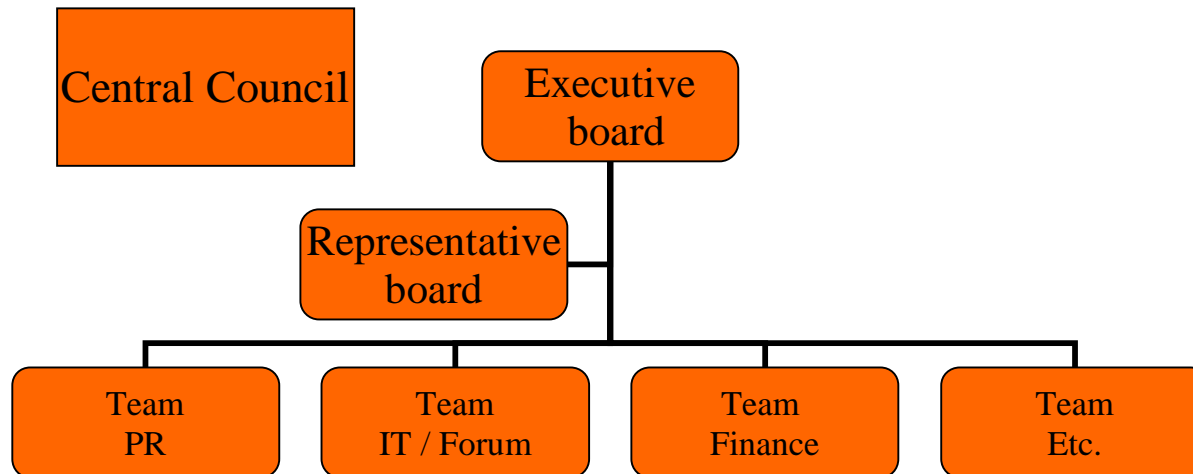 Central Council
Executive
board
Representative
board
Team
PR
Team
IT / Forum
Team
Finance
Team
Etc.